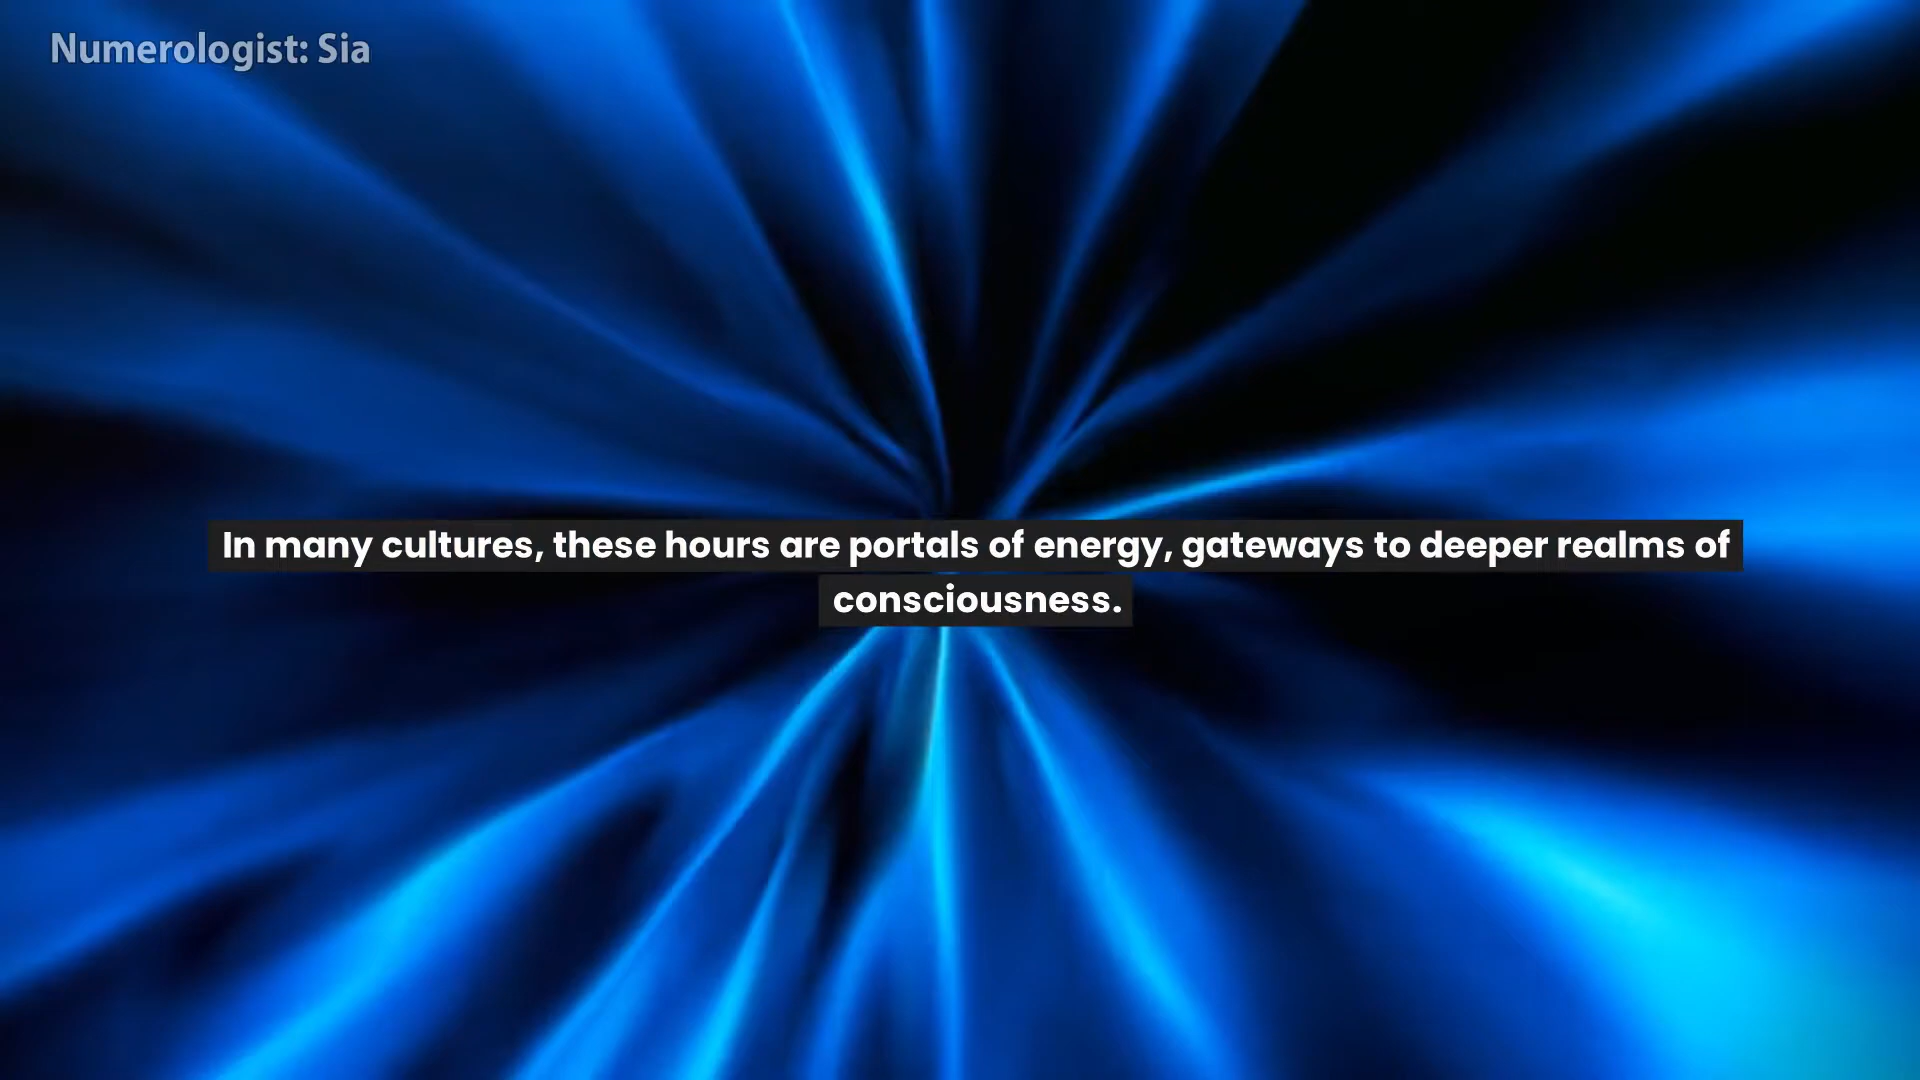 Numerologist: Sia
In many cultures, these hours are portals of energy, gateways to deeper realms of
consciousness.